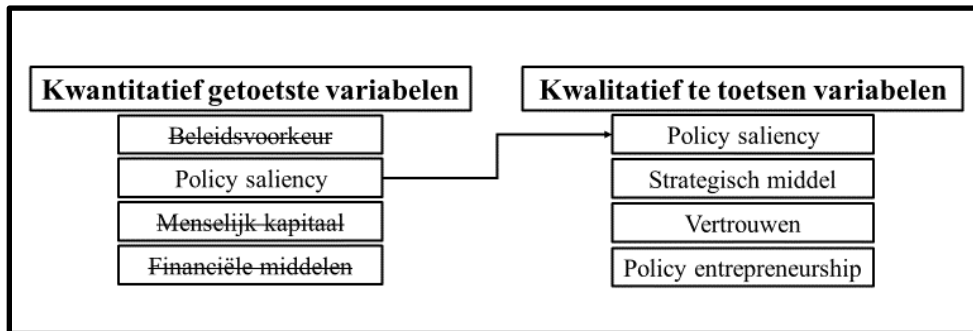 Kwantitatief getoetste variabelen
Beleidsvoorkeur
Policy saliency
Menselijk kapitaal
Financiële middelen
Kwalitatief te toetsen variabelen
Policy saliency
Strategisch middel
Vertrouwen
Policy entrepreneurship